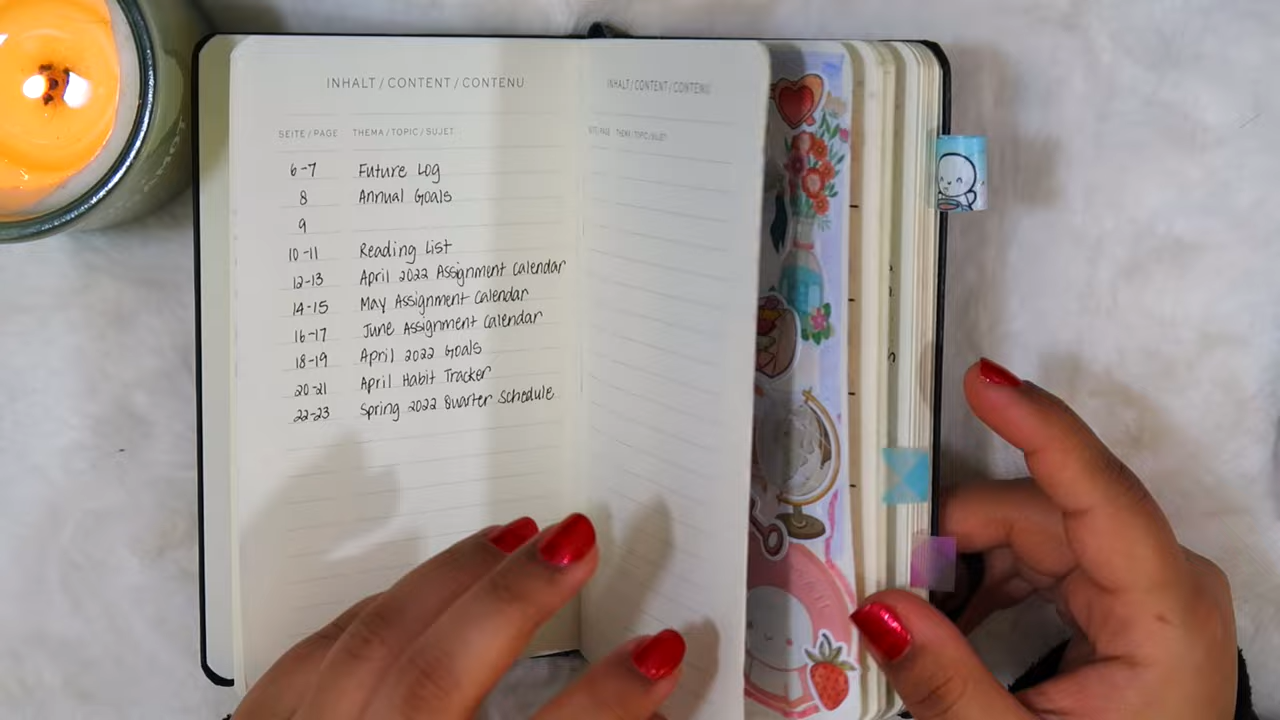 INHALT / CONTENT / CONTENU
SEITE / PAGE THEMA / TOPIC / SUJET
6-7 Future Log
8 Annual Goals
9
10-11 Reading List
12-13 April 2022 Assignment Calendar
14-15 May Assignment Calendar
16-17 June Assignment Calendar
18-19 April 2022 Goals
20-21 April Habit Tracker
22-23 Spring 2022 Quarter Schedule
INHALT / CONTENT / CONTENU
SEITE / PAGE THEMA / TOPIC / SUJET